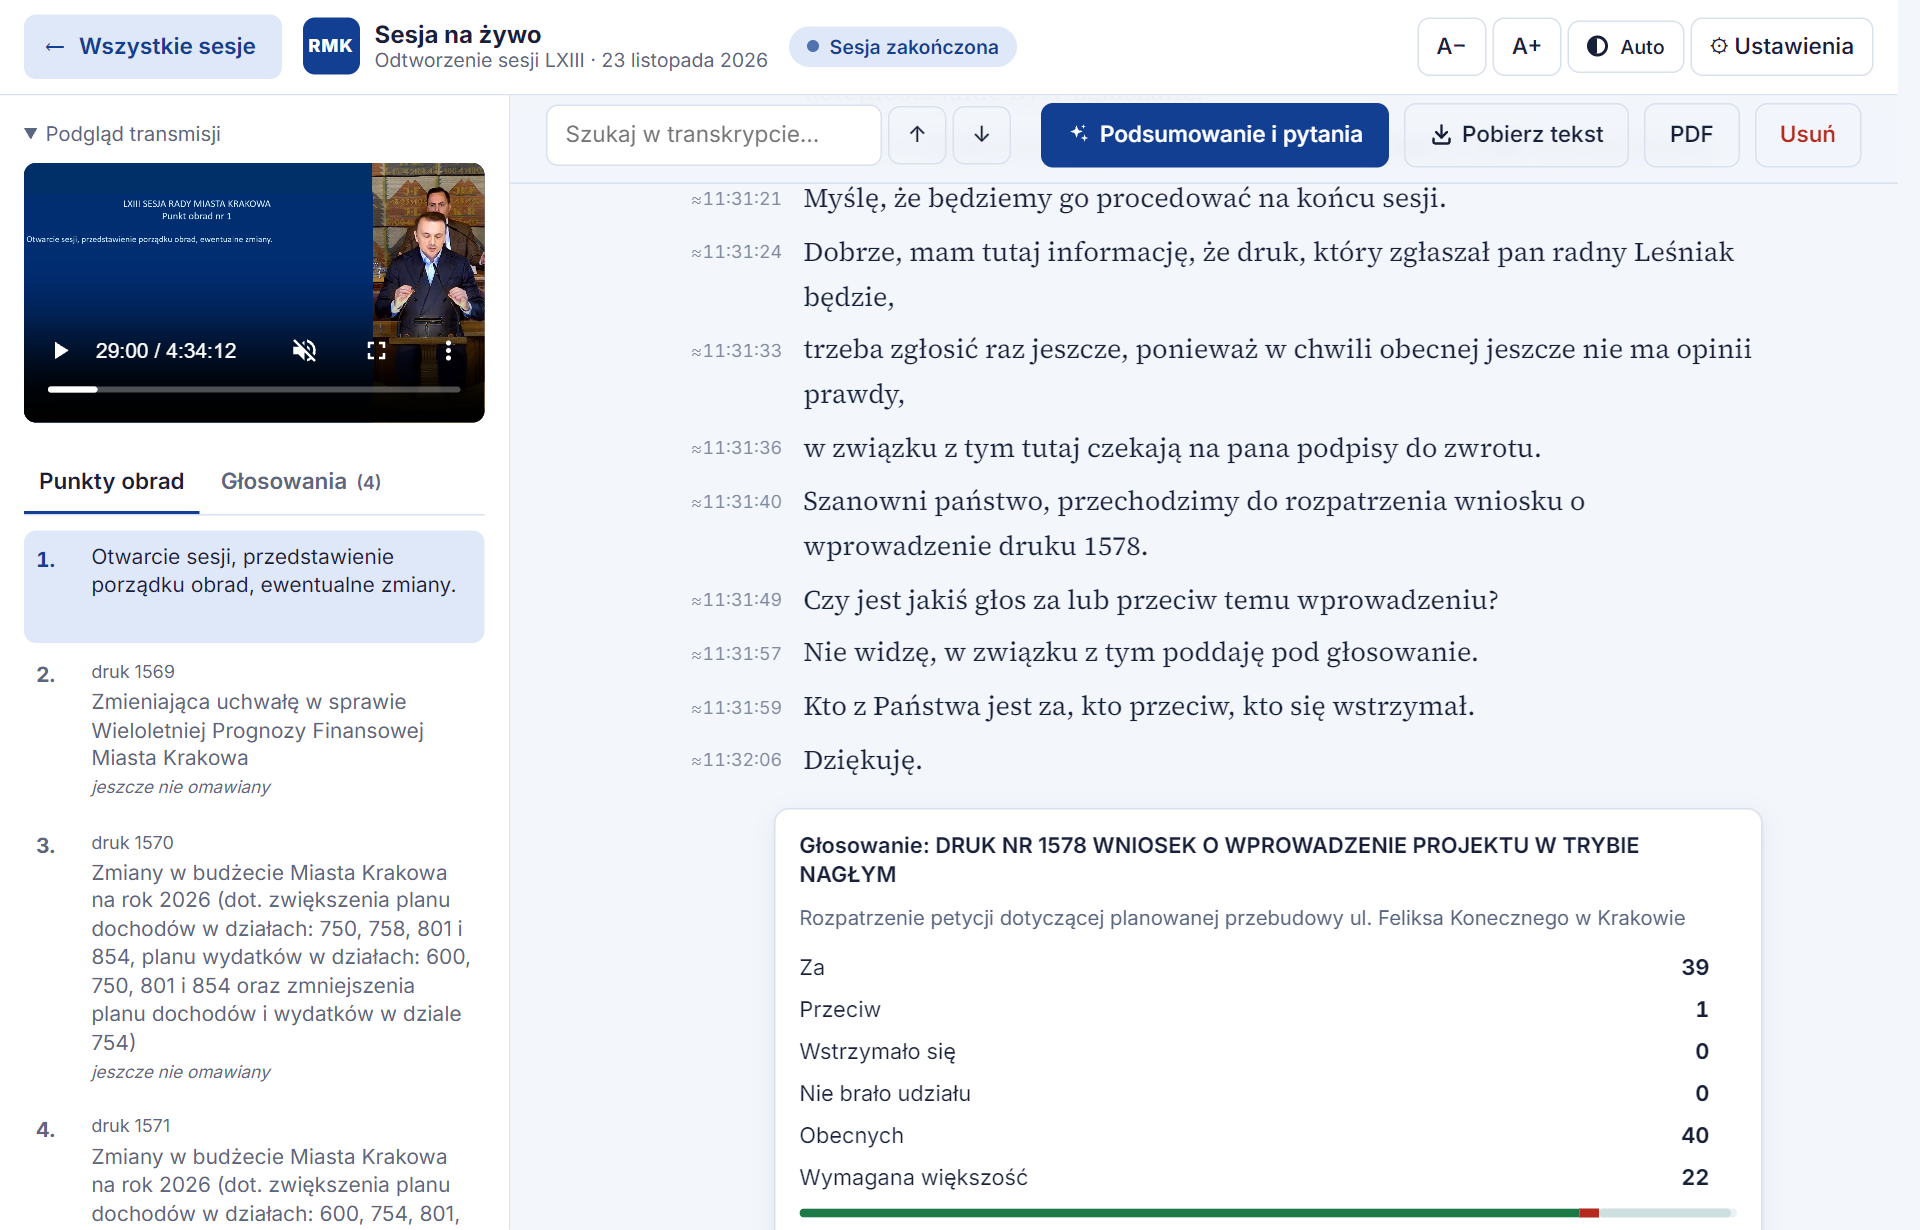 ← Wszystkie sesje
RMK
Sesja na żywo
Odtworzenie sesji LXIII · 23 listopada 2026
Sesja zakończona
A−
A+
Auto
Ustawienia
▼ Podgląd transmisji
LXIII SESJA RADY MIASTA KRAKOWA
Punkt obrad nr 1
Otwarcie sesji, przedstawienie porządku obrad, ewentualne zmiany.
29:00 / 4:34:12
Punkty obrad
Głosowania (4)
1.
Otwarcie sesji, przedstawienie
porządku obrad, ewentualne zmiany.
2.
druk 1569
Zmieniająca uchwałę w sprawie
Wieloletniej Prognozy Finansowej
Miasta Krakowa
jeszcze nie omawiany
3.
druk 1570
Zmiany w budżecie Miasta Krakowa
na rok 2026 (dot. zwiększenia planu
dochodów w działach: 750, 758, 801 i
854, planu wydatków w działach: 600,
750, 801 i 854 oraz zmniejszenia
planu dochodów i wydatków w dziale
754)
jeszcze nie omawiany
4.
druk 1571
Zmiany w budżecie Miasta Krakowa
na rok 2026 (dot. zwiększenia planu
dochodów w działach: 600, 754, 801,
Szukaj w transkrypcie...
↑
↓
Podsumowanie i pytania
Pobierz tekst
PDF
Usuń
≈11:31:21 Myślę, że będziemy go procedować na końcu sesji.
≈11:31:24 Dobrze, mam tutaj informację, że druk, który zgłaszał pan radny Leśniak
będzie,
≈11:31:33 trzeba zgłosić raz jeszcze, ponieważ w chwili obecnej jeszcze nie ma opinii
prawdy,
≈11:31:36 w związku z tym tutaj czekają na pana podpisy do zwrotu.
≈11:31:40 Szanowni państwo, przechodzimy do rozpatrzenia wniosku o
wprowadzenie druku 1578.
≈11:31:49 Czy jest jakiś głos za lub przeciw temu wprowadzeniu?
≈11:31:57 Nie widzę, w związku z tym poddaję pod głosowanie.
≈11:31:59 Kto z Państwa jest za, kto przeciw, kto się wstrzymał.
≈11:32:06 Dziękuję.
Głosowanie: DRUK NR 1578 WNIOSEK O WPROWADZENIE PROJEKTU W TRYBIE
NAGŁYM
Rozpatrzenie petycji dotyczącej planowanej przebudowy ul. Feliksa Konecznego w Krakowie
Za 39
Przeciw 1
Wstrzymało się 0
Nie brało udziału 0
Obecnych 40
Wymagana większość 22